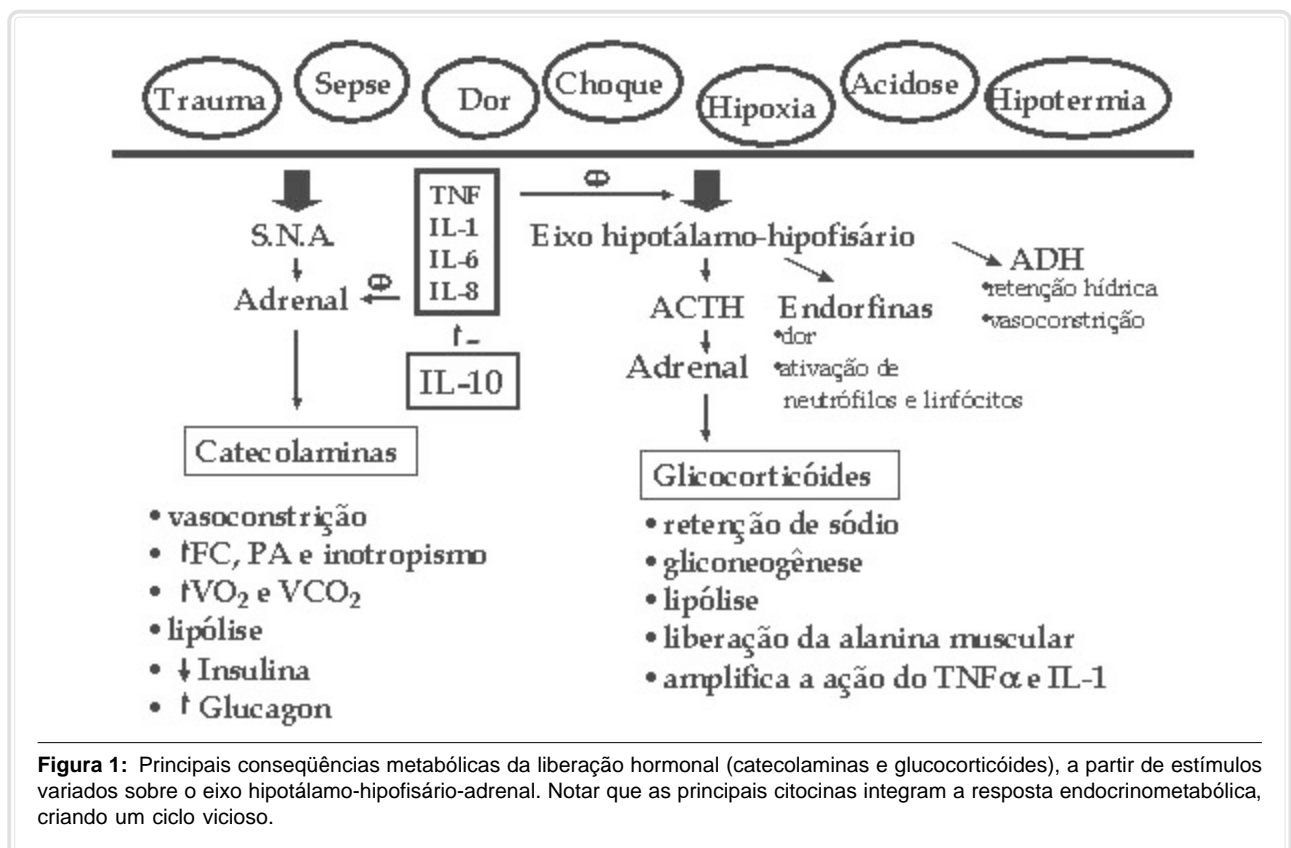 Trauma
Sepse
Dor
Choque
Hipoxia
Acidose
Hipotermia
TNF
IL-1
IL-6
IL-8
⊕
S.N.A.
Adrenal
⊕
↑-
IL-10
Catecolaminas
• vasoconstrição
• ↑FC, PA e inotropismo
• ↑VO₂ e VCO₂
• lipólise
• ↓ Insulina
• ↑ Glucagon
Eixo hipotálamo-hipofisário
ACTH
Adrenal
Endorfinas
•dor
•ativação de
neutrófilos e linfócitos
ADH
•retenção hídrica
•vasoconstrição
Glicocorticóides
• retenção de sódio
• gliconeogênese
• lipólise
• liberação da alanina muscular
• amplifica a ação do TNFα e IL-1
Figura 1: Principais conseqüências metabólicas da liberação hormonal (catecolaminas e glucocorticóides), a partir de estímulos
variados sobre o eixo hipotálamo-hipofisário-adrenal. Notar que as principais citocinas integram a resposta endocrinometabólica,
criando um ciclo vicioso.